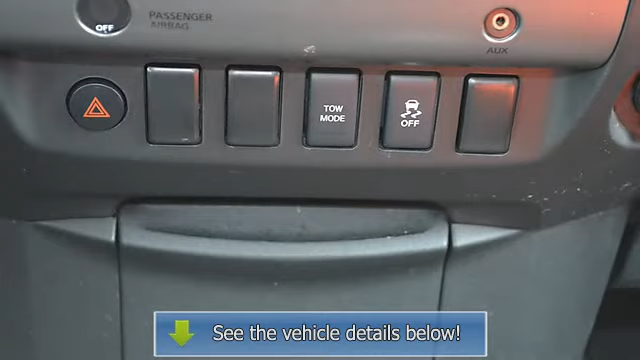 OFF
PASSENGER
AIRBAG
AUX
TOW
MODE
OFF
See the vehicle details below!